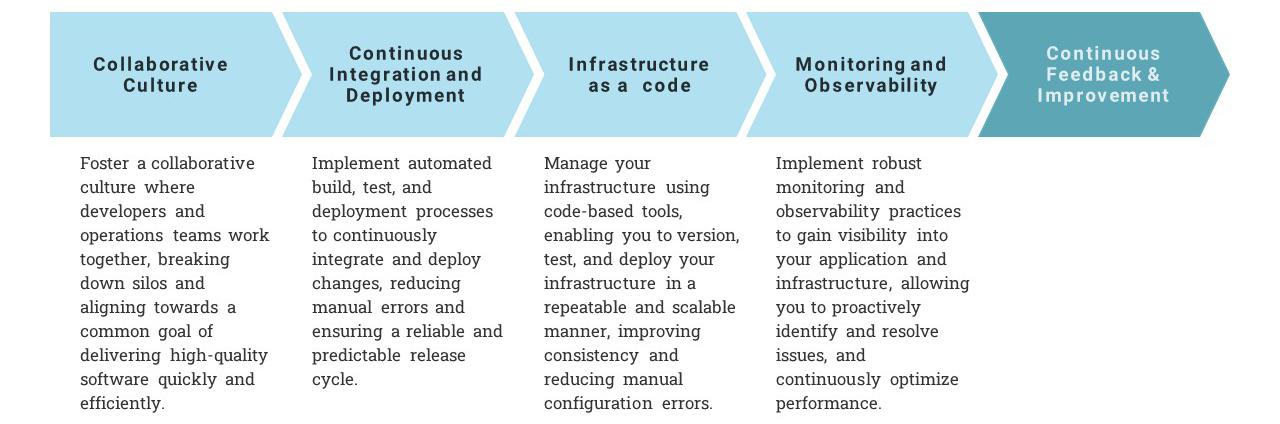 Collaborative
Culture
Continuous
Integration and
Deployment
Infrastructure
as a code
Monitoring and
Observability
Continuous
Feedback &
Improvement
Foster a collaborative
culture where
developers and
operations teams work
together, breaking
down silos and
aligning towards a
common goal of
delivering high-quality
software quickly and
efficiently.
Implement automated
build, test, and
deployment processes
to continuously
integrate and deploy
changes, reducing
manual errors and
ensuring a reliable and
predictable release
cycle.
Manage your
infrastructure using
code-based tools,
enabling you to version,
test, and deploy your
infrastructure in a
repeatable and scalable
manner, improving
consistency and
reducing manual
configuration errors.
Implement robust
monitoring and
observability practices
to gain visibility into
your application and
infrastructure, allowing
you to proactively
identify and resolve
issues, and
continuously optimize
performance.